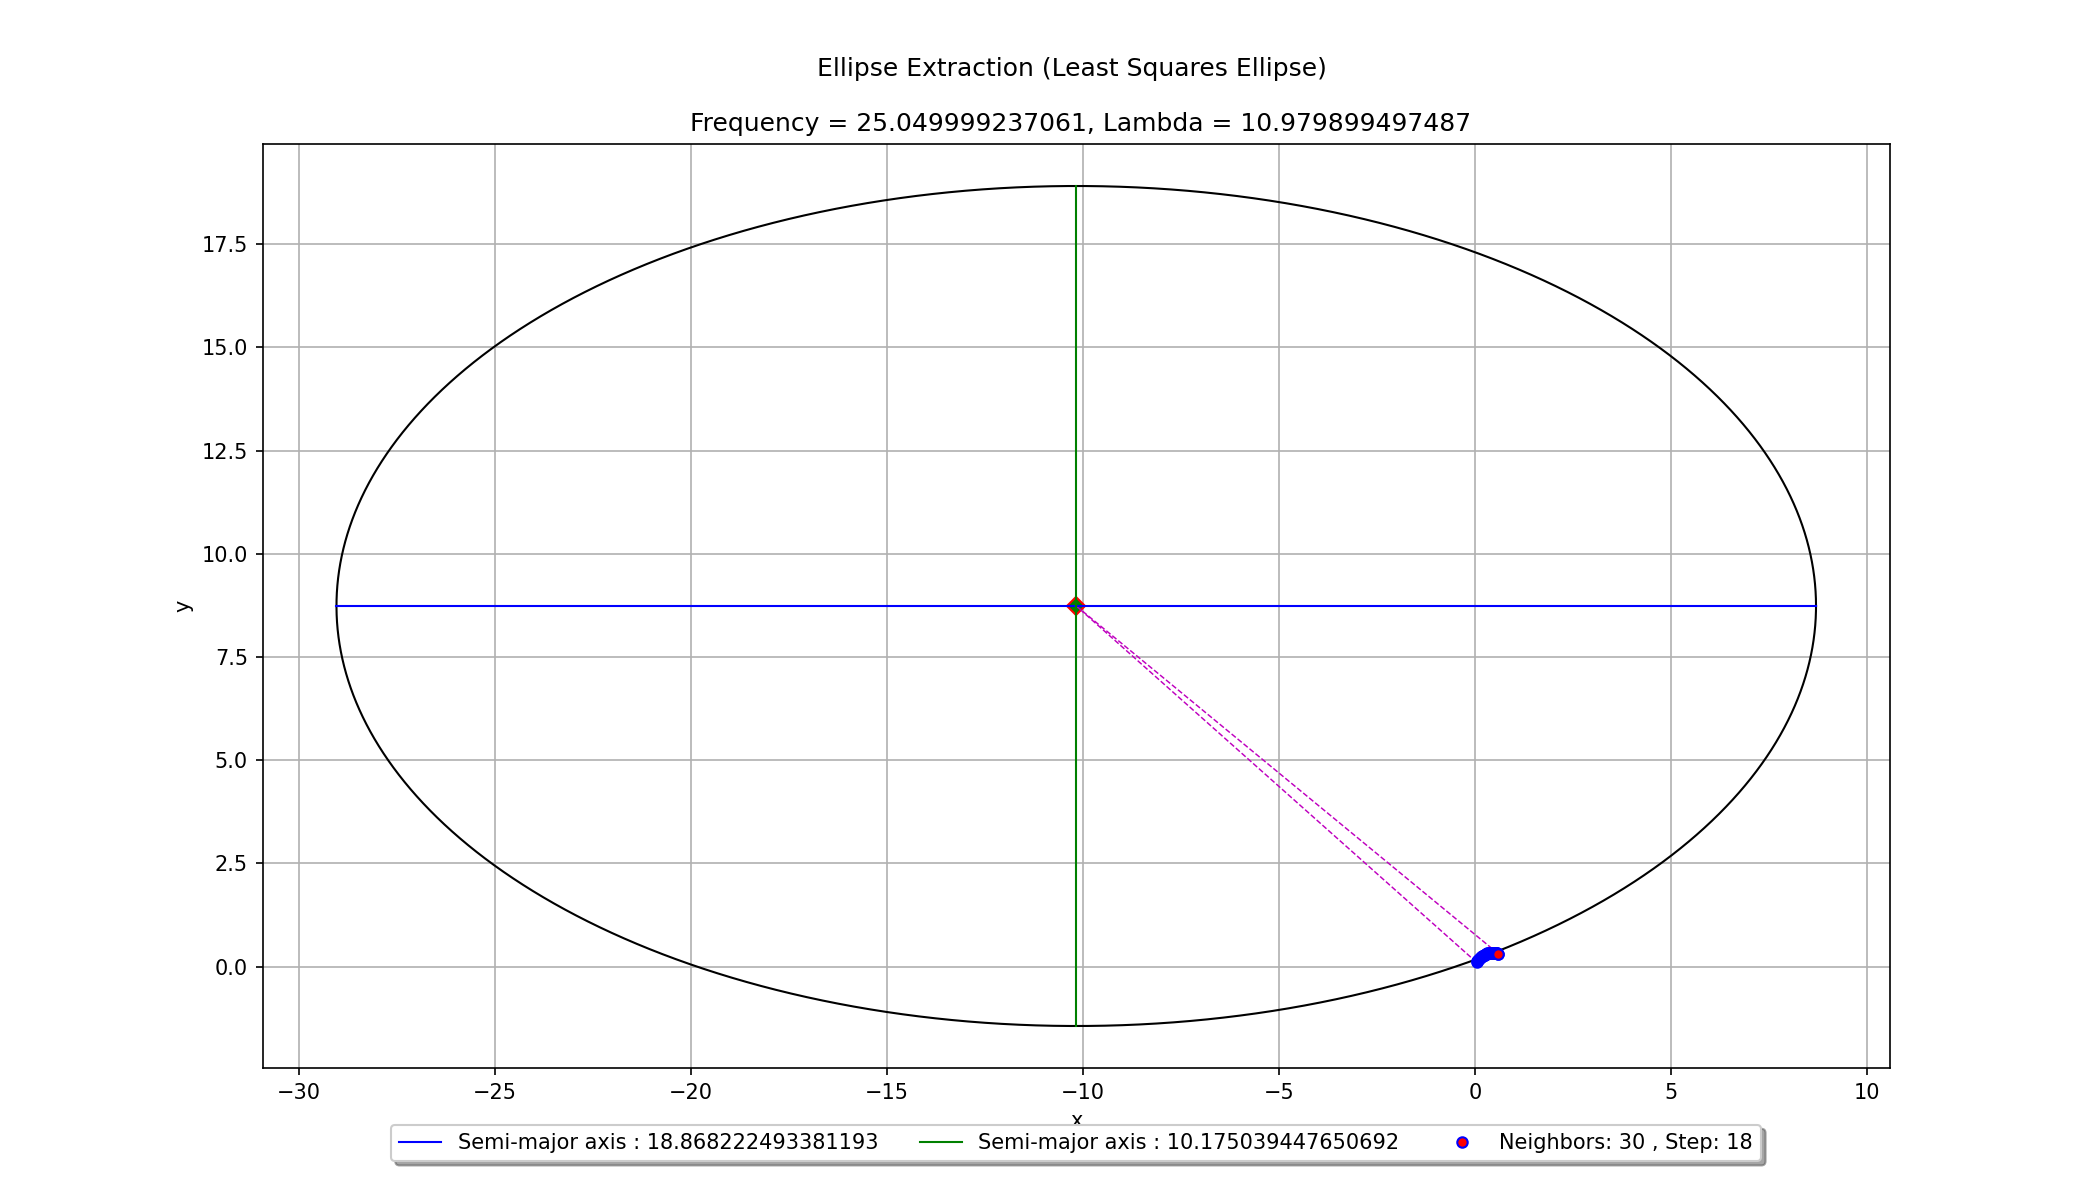 Ellipse Extraction (Least Squares Ellipse)
Frequency = 25.049999237061, Lambda = 10.979899497487
17.5
15.0
12.5
10.0
7.5
5.0
2.5
0.0
y
−30 −25 −20 −15 −10 −5 0 5 10
x
Semi-major axis : 18.868222493381193 Semi-major axis : 10.175039447650692 Neighbors: 30 , Step: 18